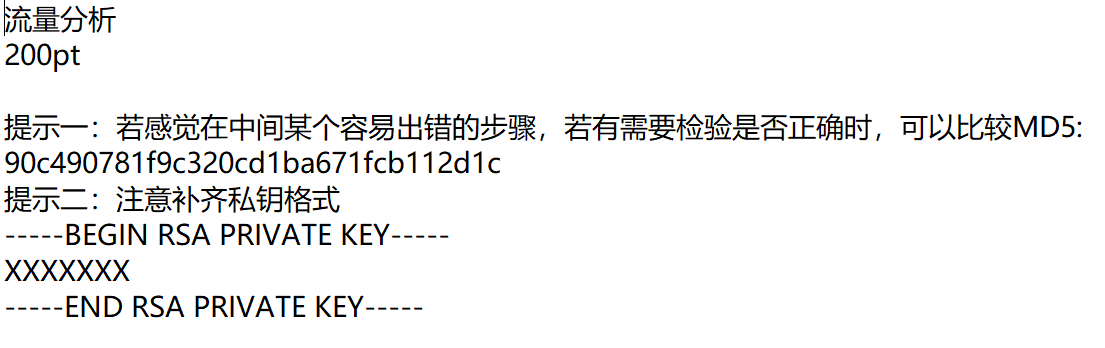 流量分析
200pt
提示一：若感觉在中间某个容易出错的步骤，若有需要检验是否正确时，可以比较MD5:
90c490781f9c320cd1ba671fcb112d1c
提示二：注意补齐私钥格式
-----BEGIN RSA PRIVATE KEY-----
XXXXXXX
-----END RSA PRIVATE KEY-----